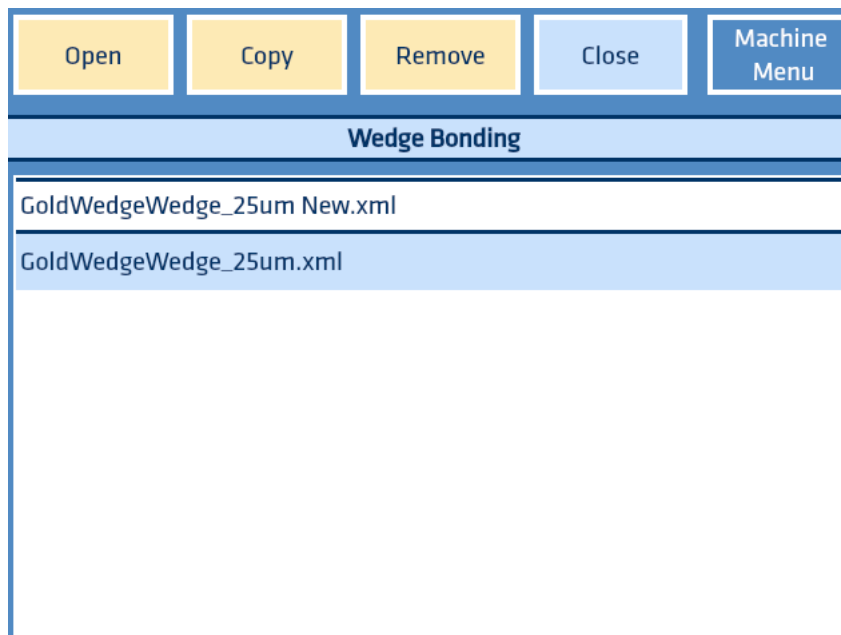 Open
Copy
Remove
Close
Machine
Menu
Wedge Bonding
GoldWedgeWedge_25um New.xml
GoldWedgeWedge_25um.xml